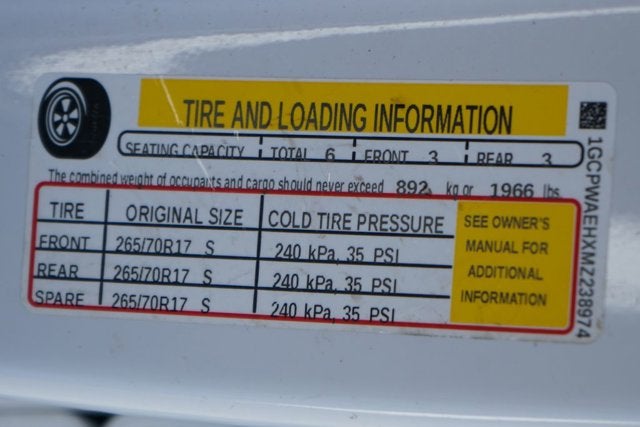 TIRE AND LOADING INFORMATION
SEATING CAPACITY TOTAL 6 FRONT 3 REAR 3
The combined weight of occupants and cargo should never exceed 892 kg or 1966 lbs
TIRE ORIGINAL SIZE COLD TIRE PRESSURE
FRONT 265/70R17 S 240 kPa, 35 PSI
REAR 265/70R17 S 240 kPa, 35 PSI
SPARE 265/70R17 S 240 kPa, 35 PSI
SEE OWNER'S
MANUAL FOR
ADDITIONAL
INFORMATION
1GCPWAEHXMZ238974